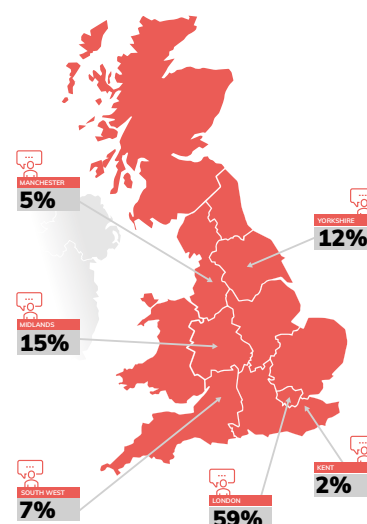 MANCHESTER
5%
YORKSHIRE
12%
MIDLANDS
15%
KENT
2%
SOUTH WEST
7%
LONDON
59%